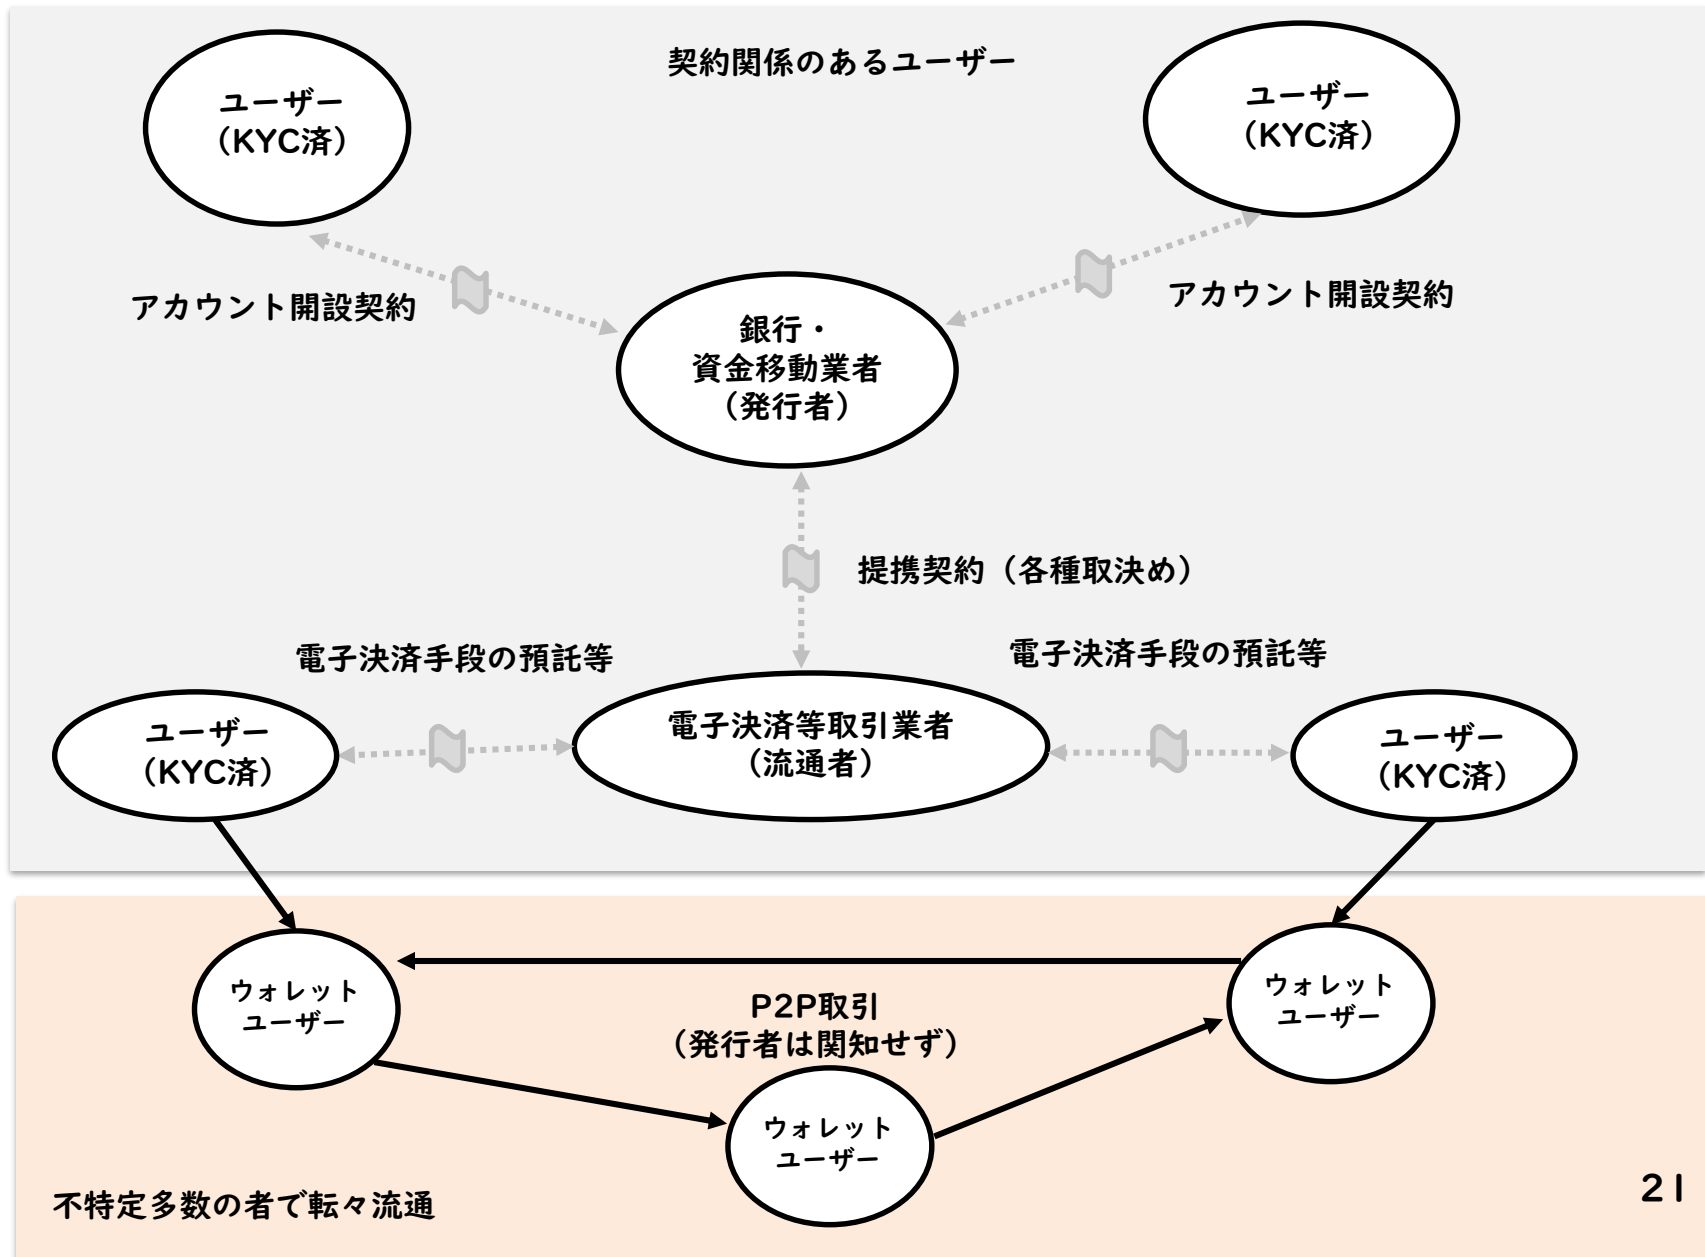 契約関係のあるユーザー
ユーザー
（KYC済）
ユーザー
（KYC済）
アカウント開設契約
アカウント開設契約
銀行・
資金移動業者
（発行者）
提携契約（各種取決め）
電子決済手段の預託等
電子決済手段の預託等
ユーザー
（KYC済）
電子決済等取引業者
（流通者）
ユーザー
（KYC済）
ウォレット
ユーザー
P2P取引
（発行者は関知せず）
ウォレット
ユーザー
ウォレット
ユーザー
不特定多数の者で転々流通
21